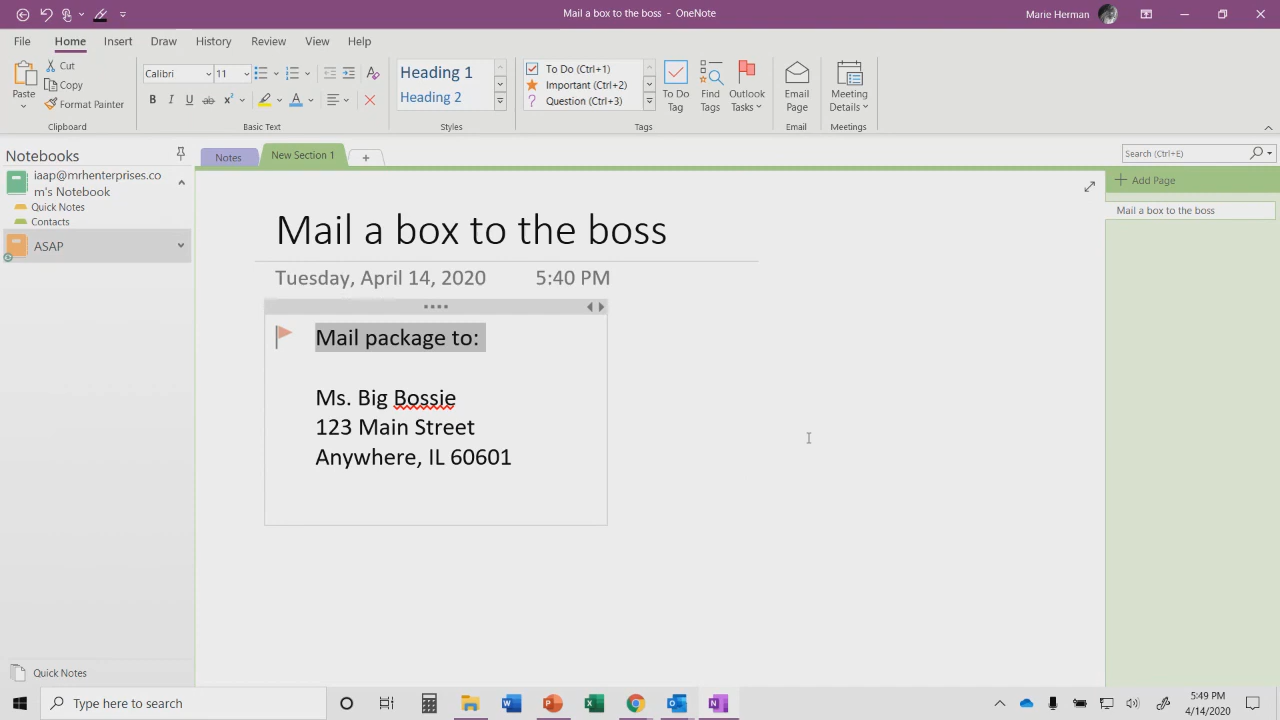 Mail a box to the boss - OneNote
Marie Herman
File Home Insert Draw History Review View Help
Paste
Cut
Copy
Format Painter
Clipboard
Calibri 11
B I U ab x²
A
Basic Text
Heading 1
Heading 2
Styles
To Do (Ctrl+1)
Important (Ctrl+2)
? Question (Ctrl+3)
To Do
Tag
Find
Tags
Outlook
Tasks
Tags
Email
Page
Email
Meeting
Details
Meetings
Notebooks
iaap@mrhenterprises.co
m's Notebook
Quick Notes
Contacts
ASAP
Quick Notes
Notes New Section 1 +
Search (Ctrl+E)
Add Page
Mail a box to the boss
Mail a box to the boss
Tuesday, April 14, 2020 5:40 PM
Mail package to:
Ms. Big Bossie
123 Main Street
Anywhere, IL 60601
Type here to search
5:49 PM
4/14/2020